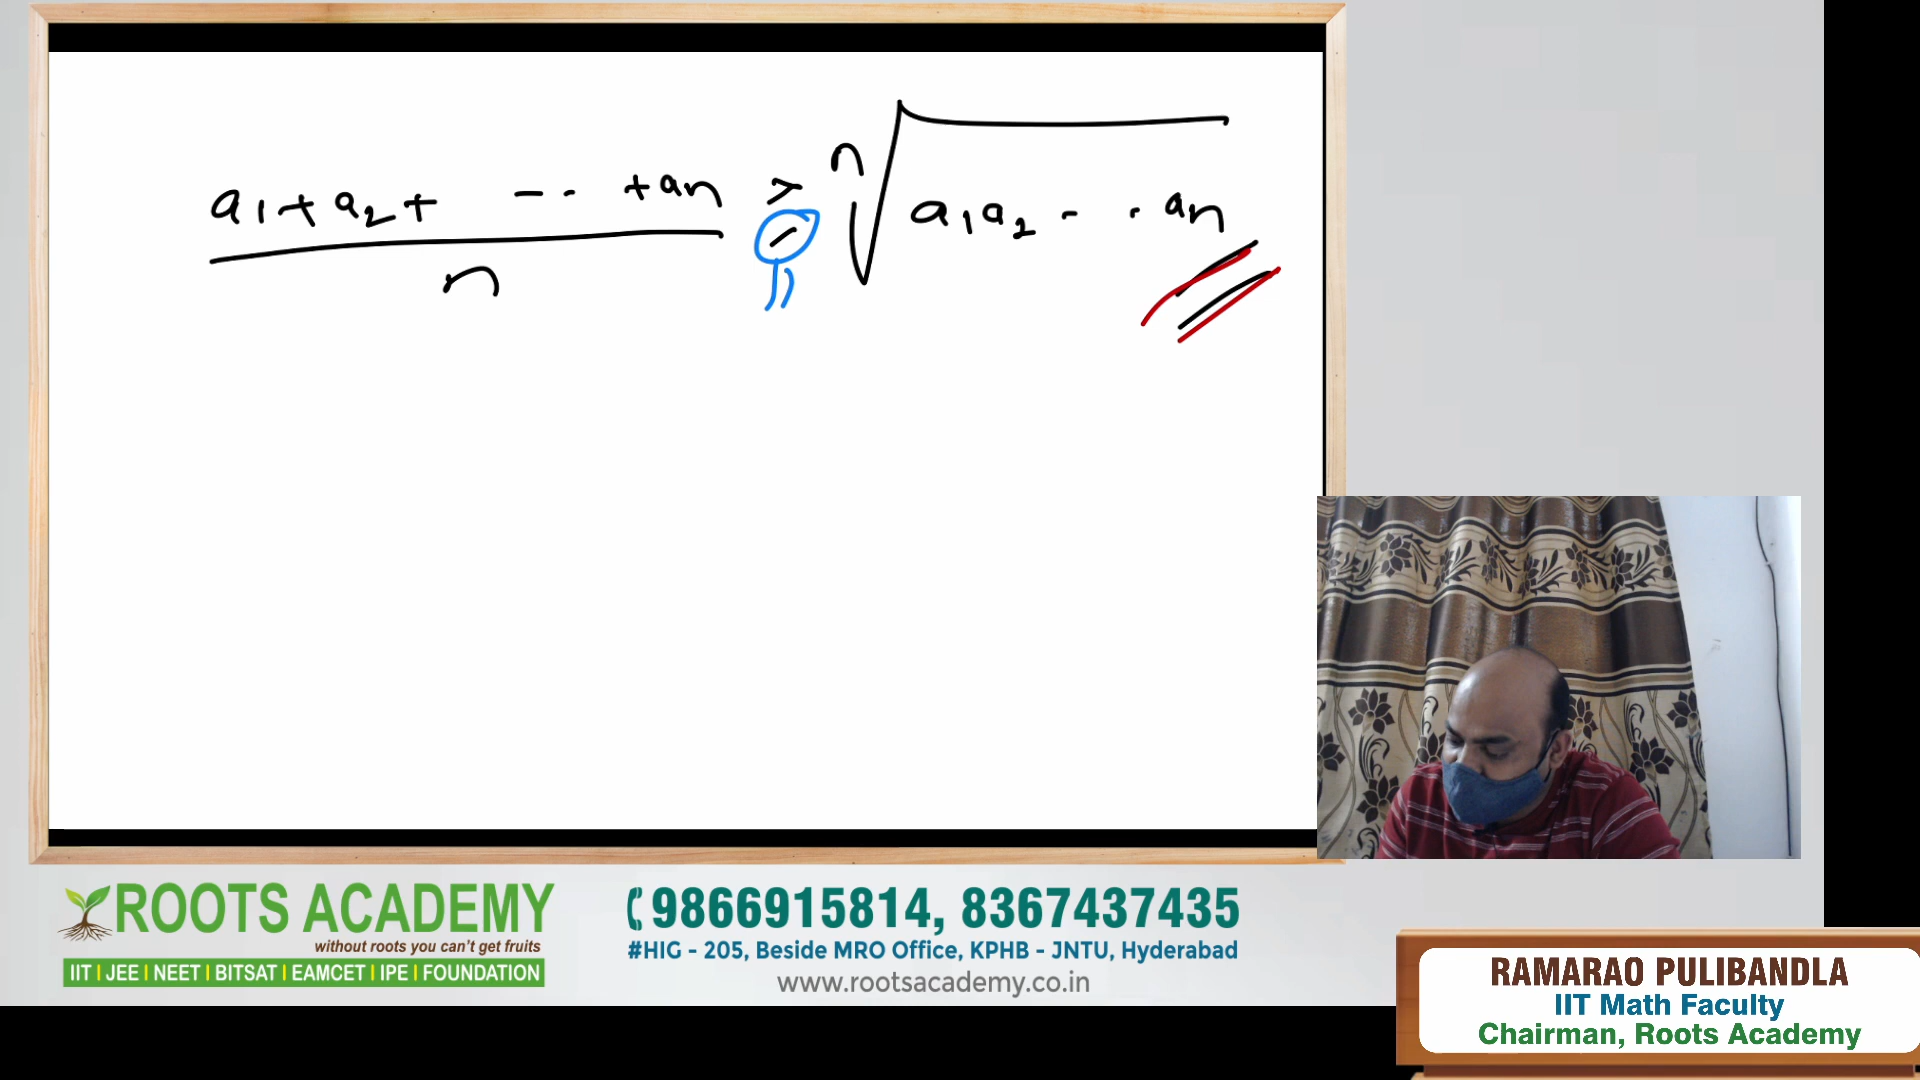 a1+a2+ -- +an ≥ n√a1a2 - - an
n
ROOTS ACADEMY
without roots you can't get fruits
IIT | JEE | NEET | BITSAT | EAMCET | IPE | FOUNDATION
9866915814, 8367437435
#HIG - 205, Beside MRO Office, KPHB - JNTU, Hyderabad
www.rootsacademy.co.in
RAMARAO PULIBANDLA
IIT Math Faculty
Chairman, Roots Academy